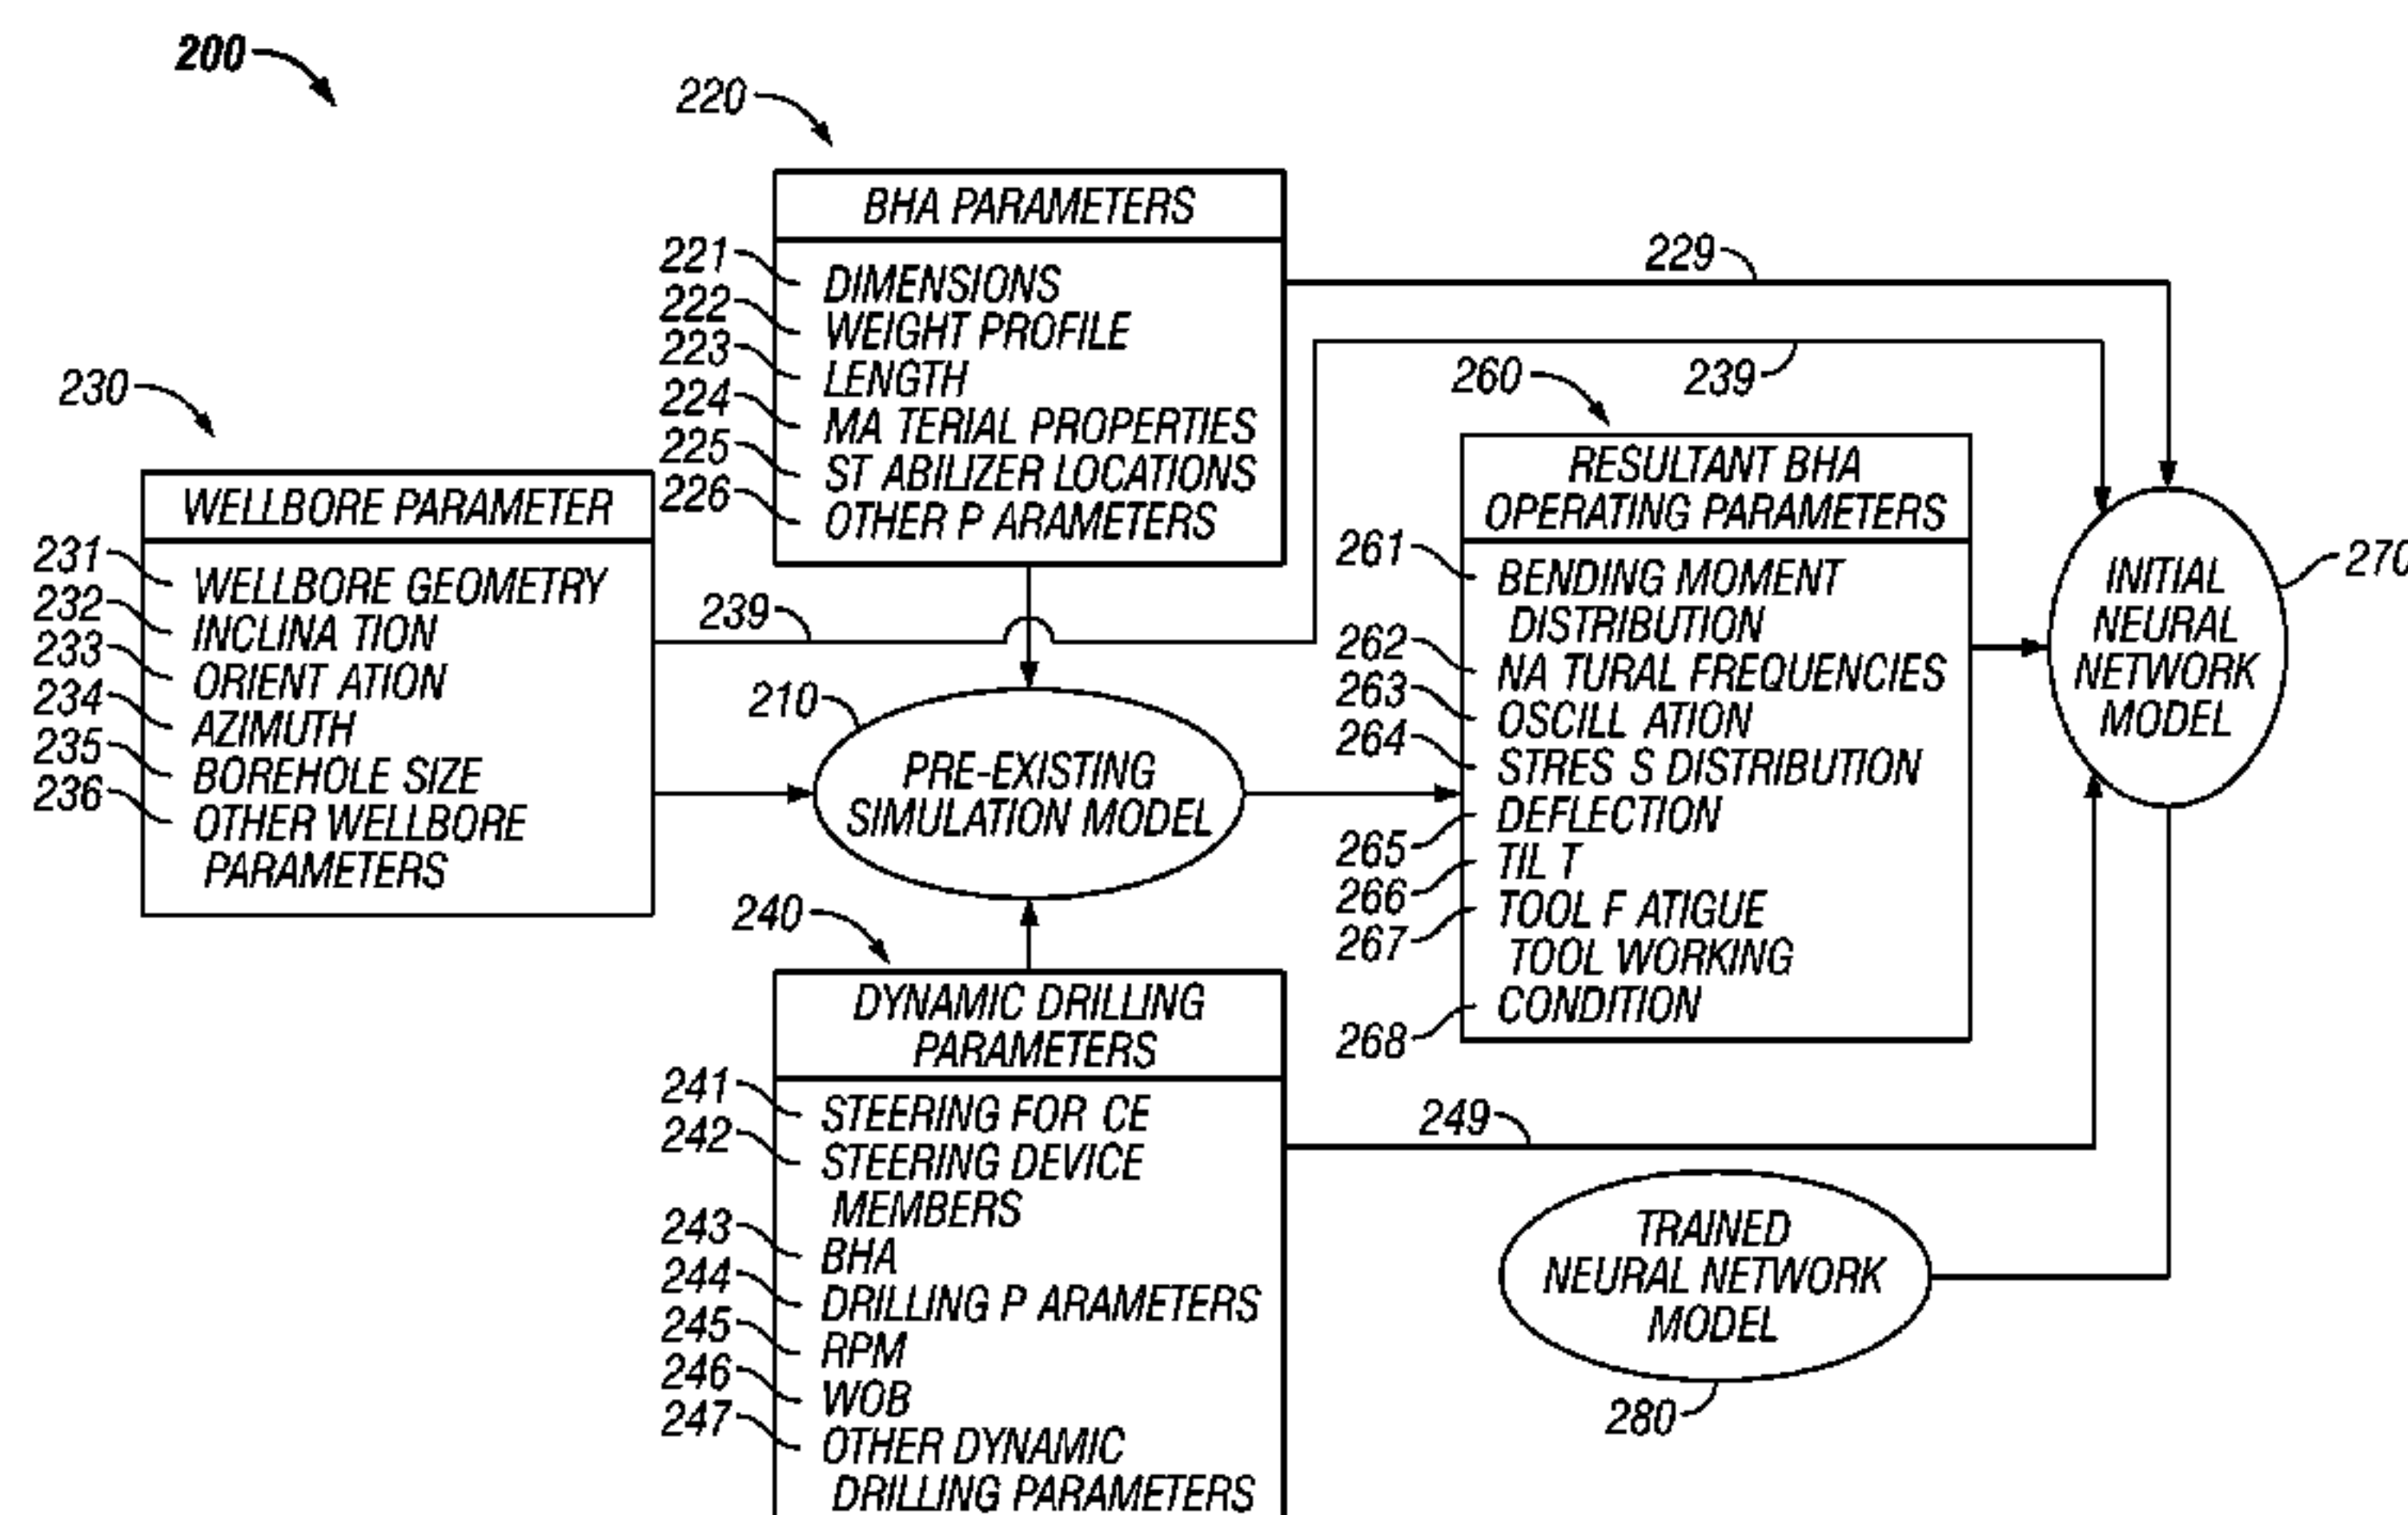 200
220
BHA PARAMETERS
221 DIMENSIONS
222 WEIGHT PROFILE
223 LENGTH
224 MA TERIAL PROPERTIES
225 ST ABILIZER LOCATIONS
226 OTHER P ARAMETERS
229
239
230
WELLBORE PARAMETER
231 WELLBORE GEOMETRY
232 INCLINA TION
233 ORIENT ATION
234 AZIMUTH
235 BOREHOLE SIZE
236 OTHER WELLBORE
PARAMETERS
239
210
PRE-EXISTING
SIMULATION MODEL
240
DYNAMIC DRILLING
PARAMETERS
241 STEERING FOR CE
242 STEERING DEVICE
MEMBERS
243 BHA
244 DRILLING P ARAMETERS
245 RPM
246 WOB
247 OTHER DYNAMIC
DRILLING PARAMETERS
260
RESULTANT BHA
OPERATING PARAMETERS
261 BENDING MOMENT
DISTRIBUTION
262 NA TURAL FREQUENCIES
263 OSCILL ATION
264 STRES S DISTRIBUTION
265 DEFLECTION
266 TIL T
267 TOOL F ATIGUE
TOOL WORKING
268 CONDITION
249
INITIAL
NEURAL
NETWORK
MODEL
270
TRAINED
NEURAL NETWORK
MODEL
280